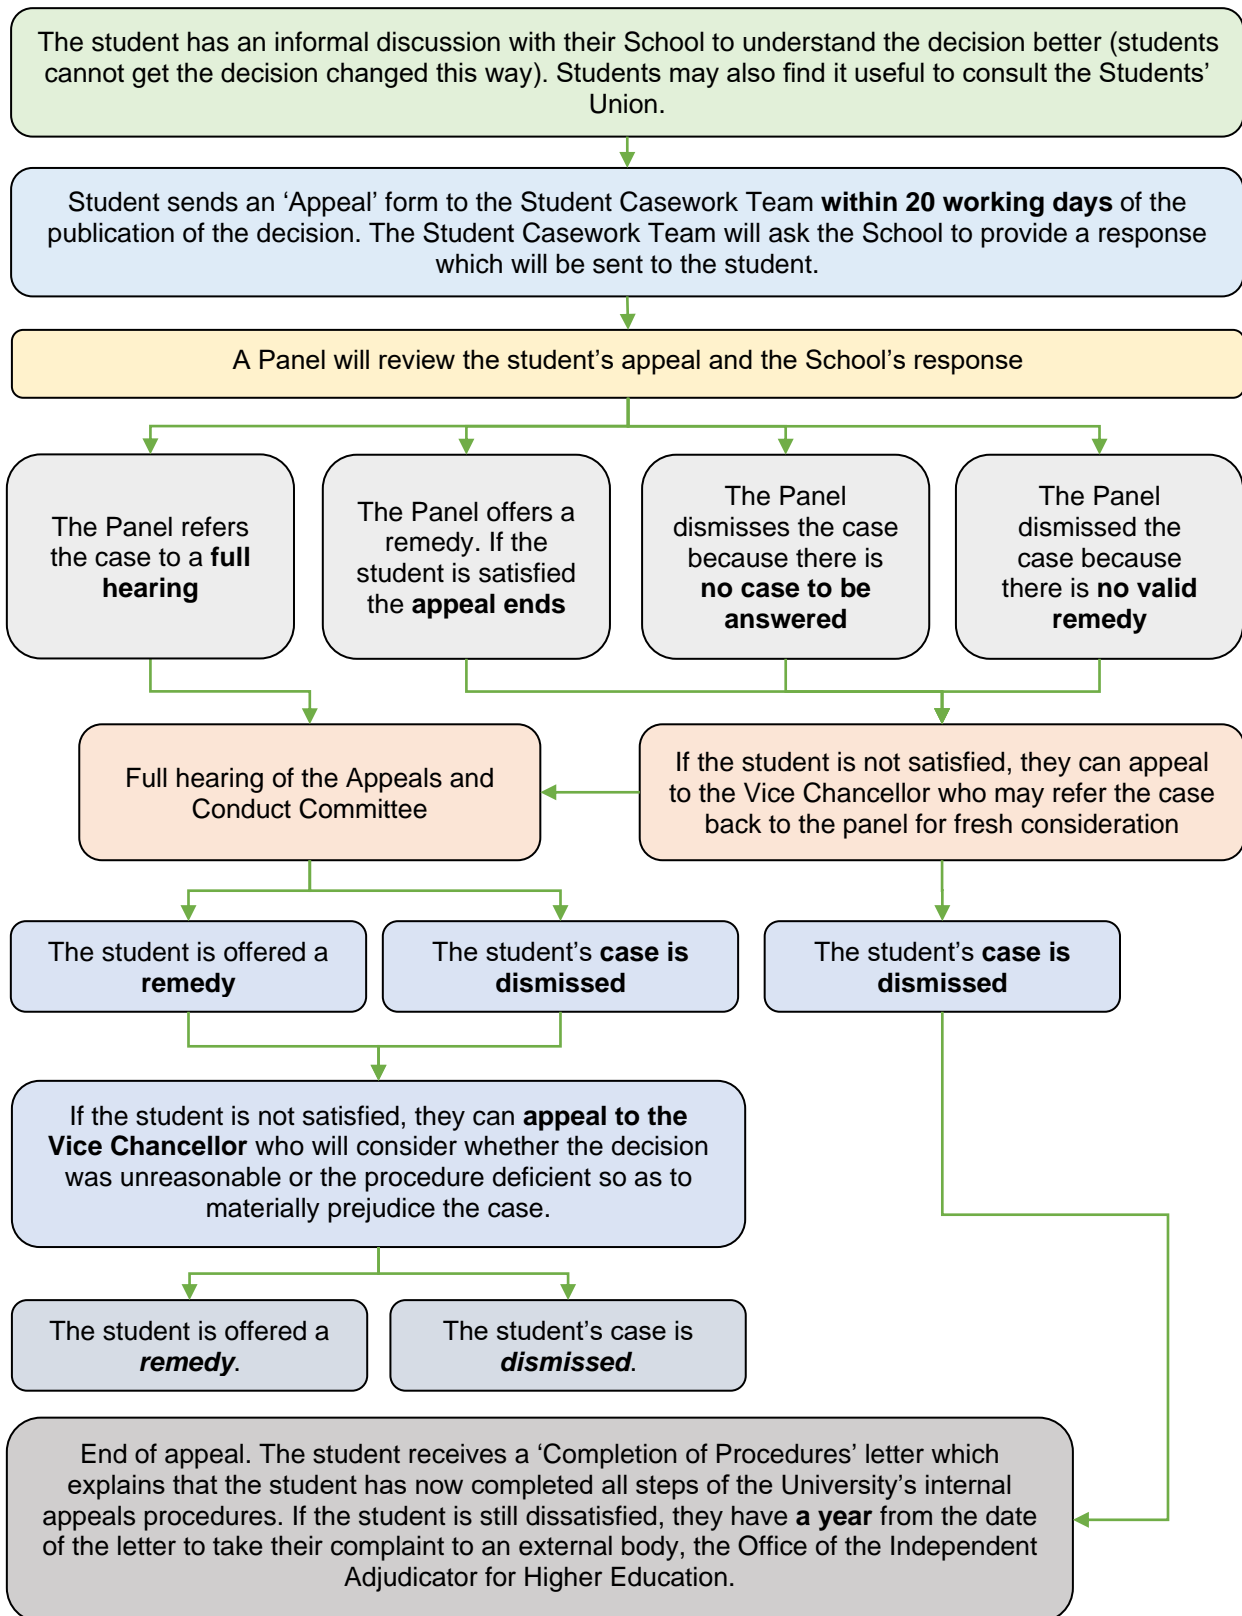 The student has an informal discussion with their School to understand the decision better (students
cannot get the decision changed this way). Students may also find it useful to consult the Students’
Union.
Student sends an ‘Appeal’ form to the Student Casework Team within 20 working days of the
publication of the decision. The Student Casework Team will ask the School to provide a response
which will be sent to the student.
A Panel will review the student’s appeal and the School’s response
The Panel refers
the case to a full
hearing
The Panel offers a
remedy. If the
student is satisfied
the appeal ends
The Panel
dismisses the case
because there is
no case to be
answered
The Panel
dismissed the
case because
there is no valid
remedy
Full hearing of the Appeals and
Conduct Committee
If the student is not satisfied, they can appeal
to the Vice Chancellor who may refer the case
back to the panel for fresh consideration
The student is offered a
remedy
The student’s case is
dismissed
The student’s case is
dismissed
If the student is not satisfied, they can appeal to the
Vice Chancellor who will consider whether the decision
was unreasonable or the procedure deficient so as to
materially prejudice the case.
The student is offered a
remedy.
The student’s case is
dismissed.
End of appeal. The student receives a ‘Completion of Procedures’ letter which
explains that the student has now completed all steps of the University’s internal
appeals procedures. If the student is still dissatisfied, they have a year from the date
of the letter to take their complaint to an external body, the Office of the Independent
Adjudicator for Higher Education.